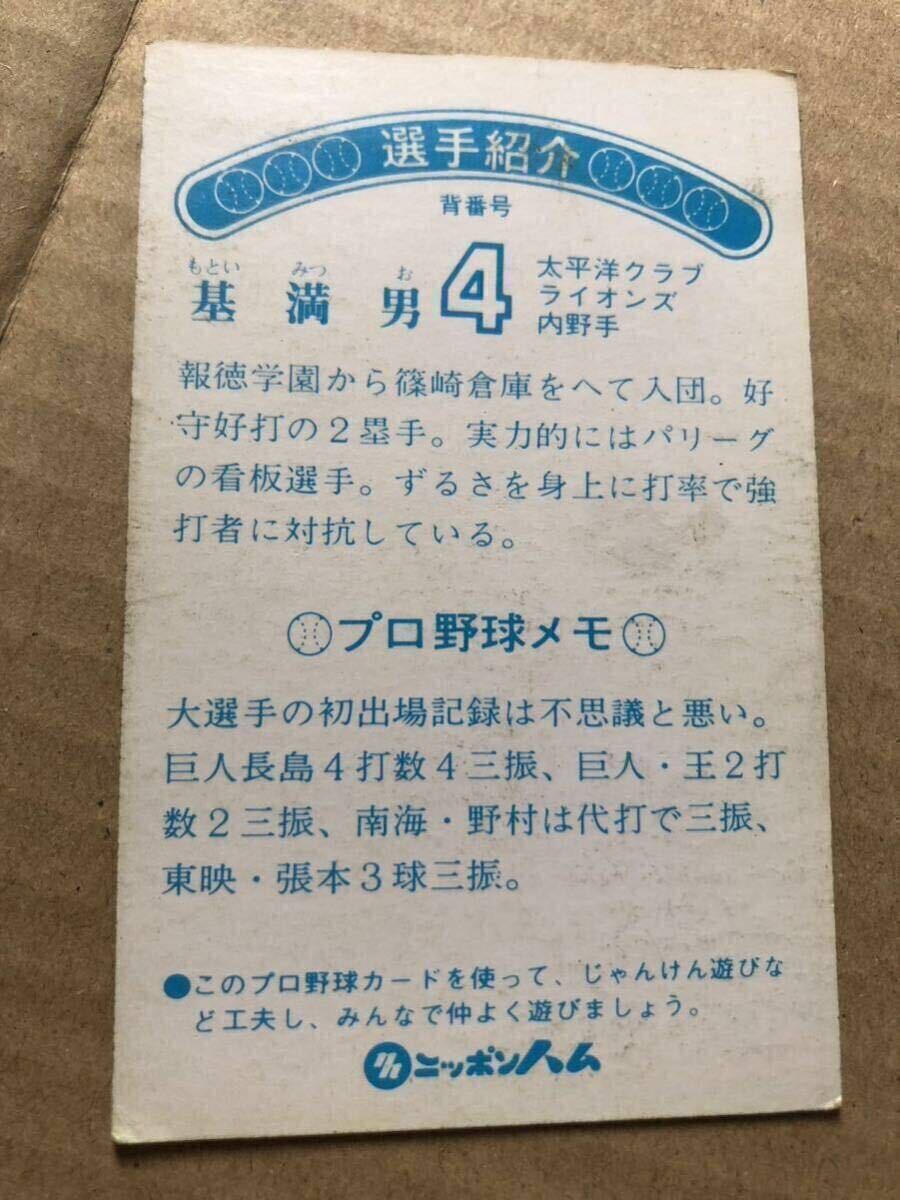 選手紹介
背番号
もとい みつ お
基 満 男
4
太平洋クラブ
ライオンズ
内野手
報徳学園から篠崎倉庫をへて入団。好
守好打の2塁手。実力的にはパリーグ
の看板選手。ずるさを身上に打率で強
打者に対抗している。
プロ野球メモ
大選手の初出場記録は不思議と悪い。
巨人長島4打数4三振、巨人・王2打
数2三振、南海・野村は代打で三振、
東映・張本3球三振。
●このプロ野球カードを使って、じゃんけん遊びな
ど工夫し、みんなで仲よく遊びましょう。
ニッポンハム